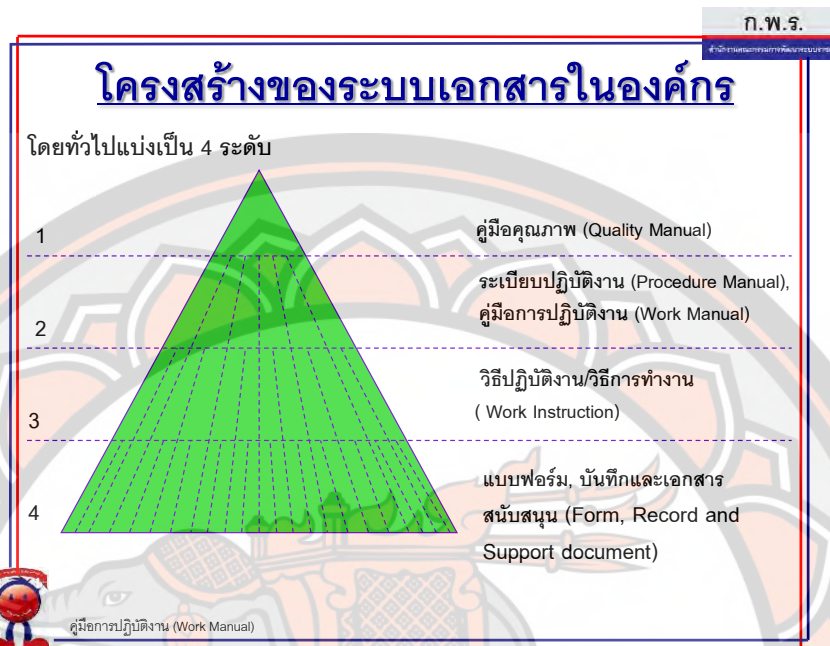 ก.พ.ร.
โครงสร้างของระบบเอกสารในองค์กร
โดยทั่วไปแบ่งเป็น 4 ระดับ
1
คู่มือคุณภาพ (Quality Manual)
2
ระเบียบปฏิบัติงาน (Procedure Manual),
คู่มือการปฏิบัติงาน (Work Manual)
3
วิธีปฏิบัติงาน/วิธีการทำงาน
( Work Instruction)
4
แบบฟอร์ม, บันทึกและเอกสาร
สนับสนุน (Form, Record and
Support document)
คู่มือการปฏิบัติงาน (Work Manual)